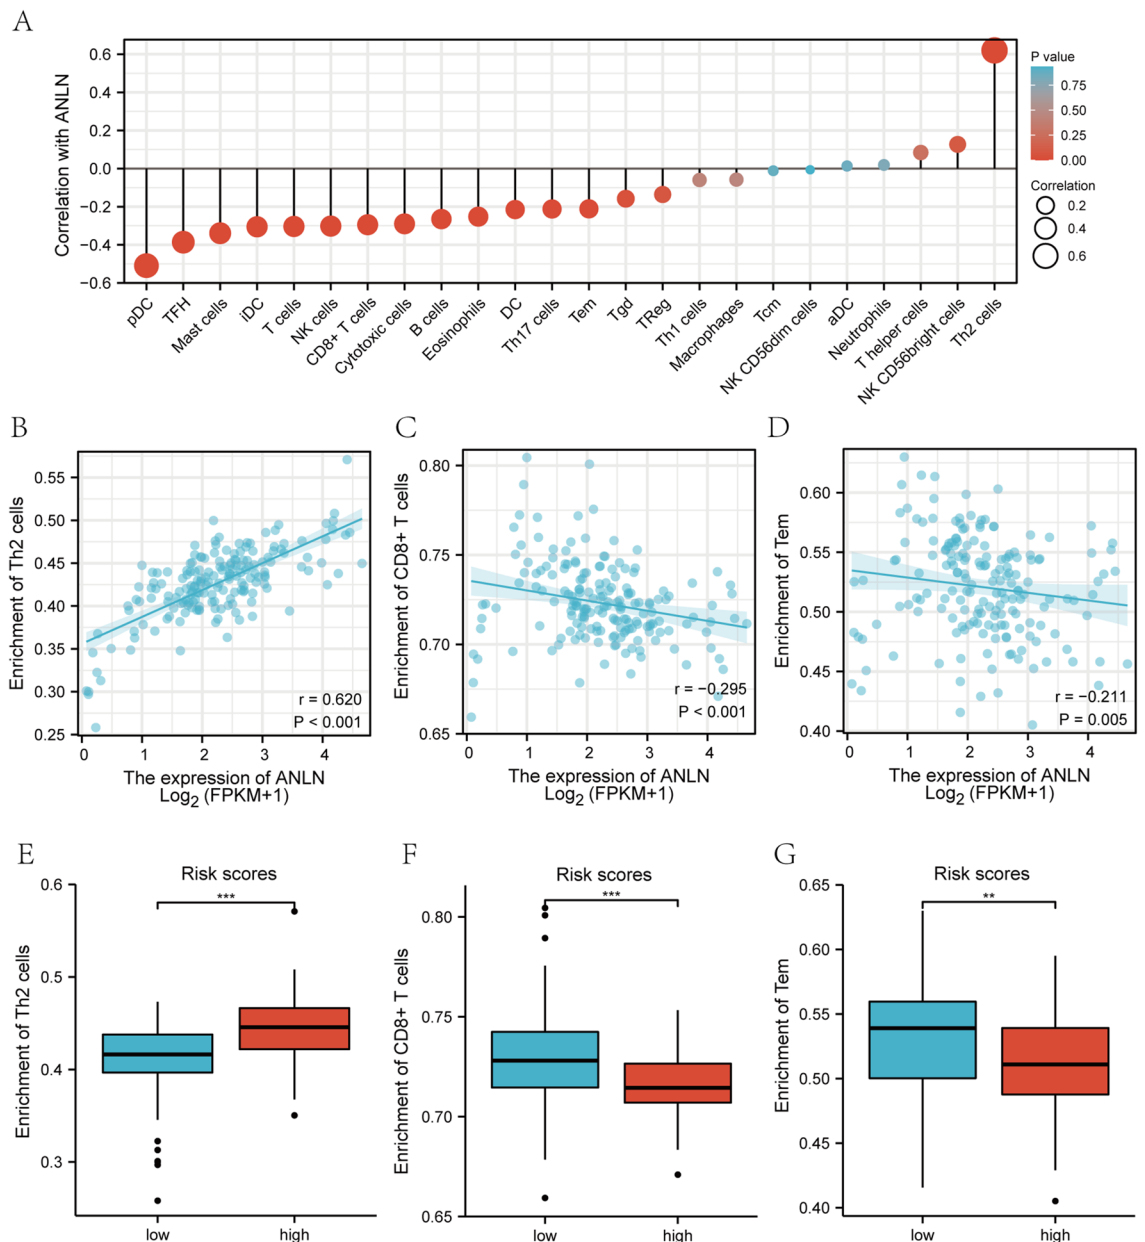 A
Correlation with ANLN
0.6
0.4
0.2
0.0
−0.2
−0.4
−0.6
pDC
TFH
Mast cells
iDC
T cells
NK cells
CD8+ T cells
Cytotoxic cells
B cells
Eosinophils
DC
Th17 cells
Tem
Tgd
TReg
Th1 cells
Macrophages
Tcm
NK CD56dim cells
aDC
Neutrophils
T helper cells
NK CD56bright cells
Th2 cells
P value
0.75
0.50
0.25
0.00
Correlation
0.2
0.4
0.6
B
Enrichment of Th2 cells
0.55
0.50
0.45
0.40
0.35
0.30
0.25
r = 0.620
P < 0.001
0 1 2 3 4
The expression of ANLN
Log2 (FPKM+1)
C
Enrichment of CD8+ T cells
0.80
0.75
0.70
0.65
r = −0.295
P < 0.001
0 1 2 3 4
The expression of ANLN
Log2 (FPKM+1)
D
Enrichment of Tem
0.60
0.55
0.50
0.45
0.40
r = −0.211
P = 0.005
0 1 2 3 4
The expression of ANLN
Log2 (FPKM+1)
E
Risk scores
***
Enrichment of Th2 cells
0.6
0.5
0.4
0.3
low high
F
Risk scores
***
Enrichment of CD8+ T cells
0.80
0.75
0.70
0.65
low high
G
Risk scores
**
Enrichment of Tem
0.65
0.60
0.55
0.50
0.45
0.40
low high